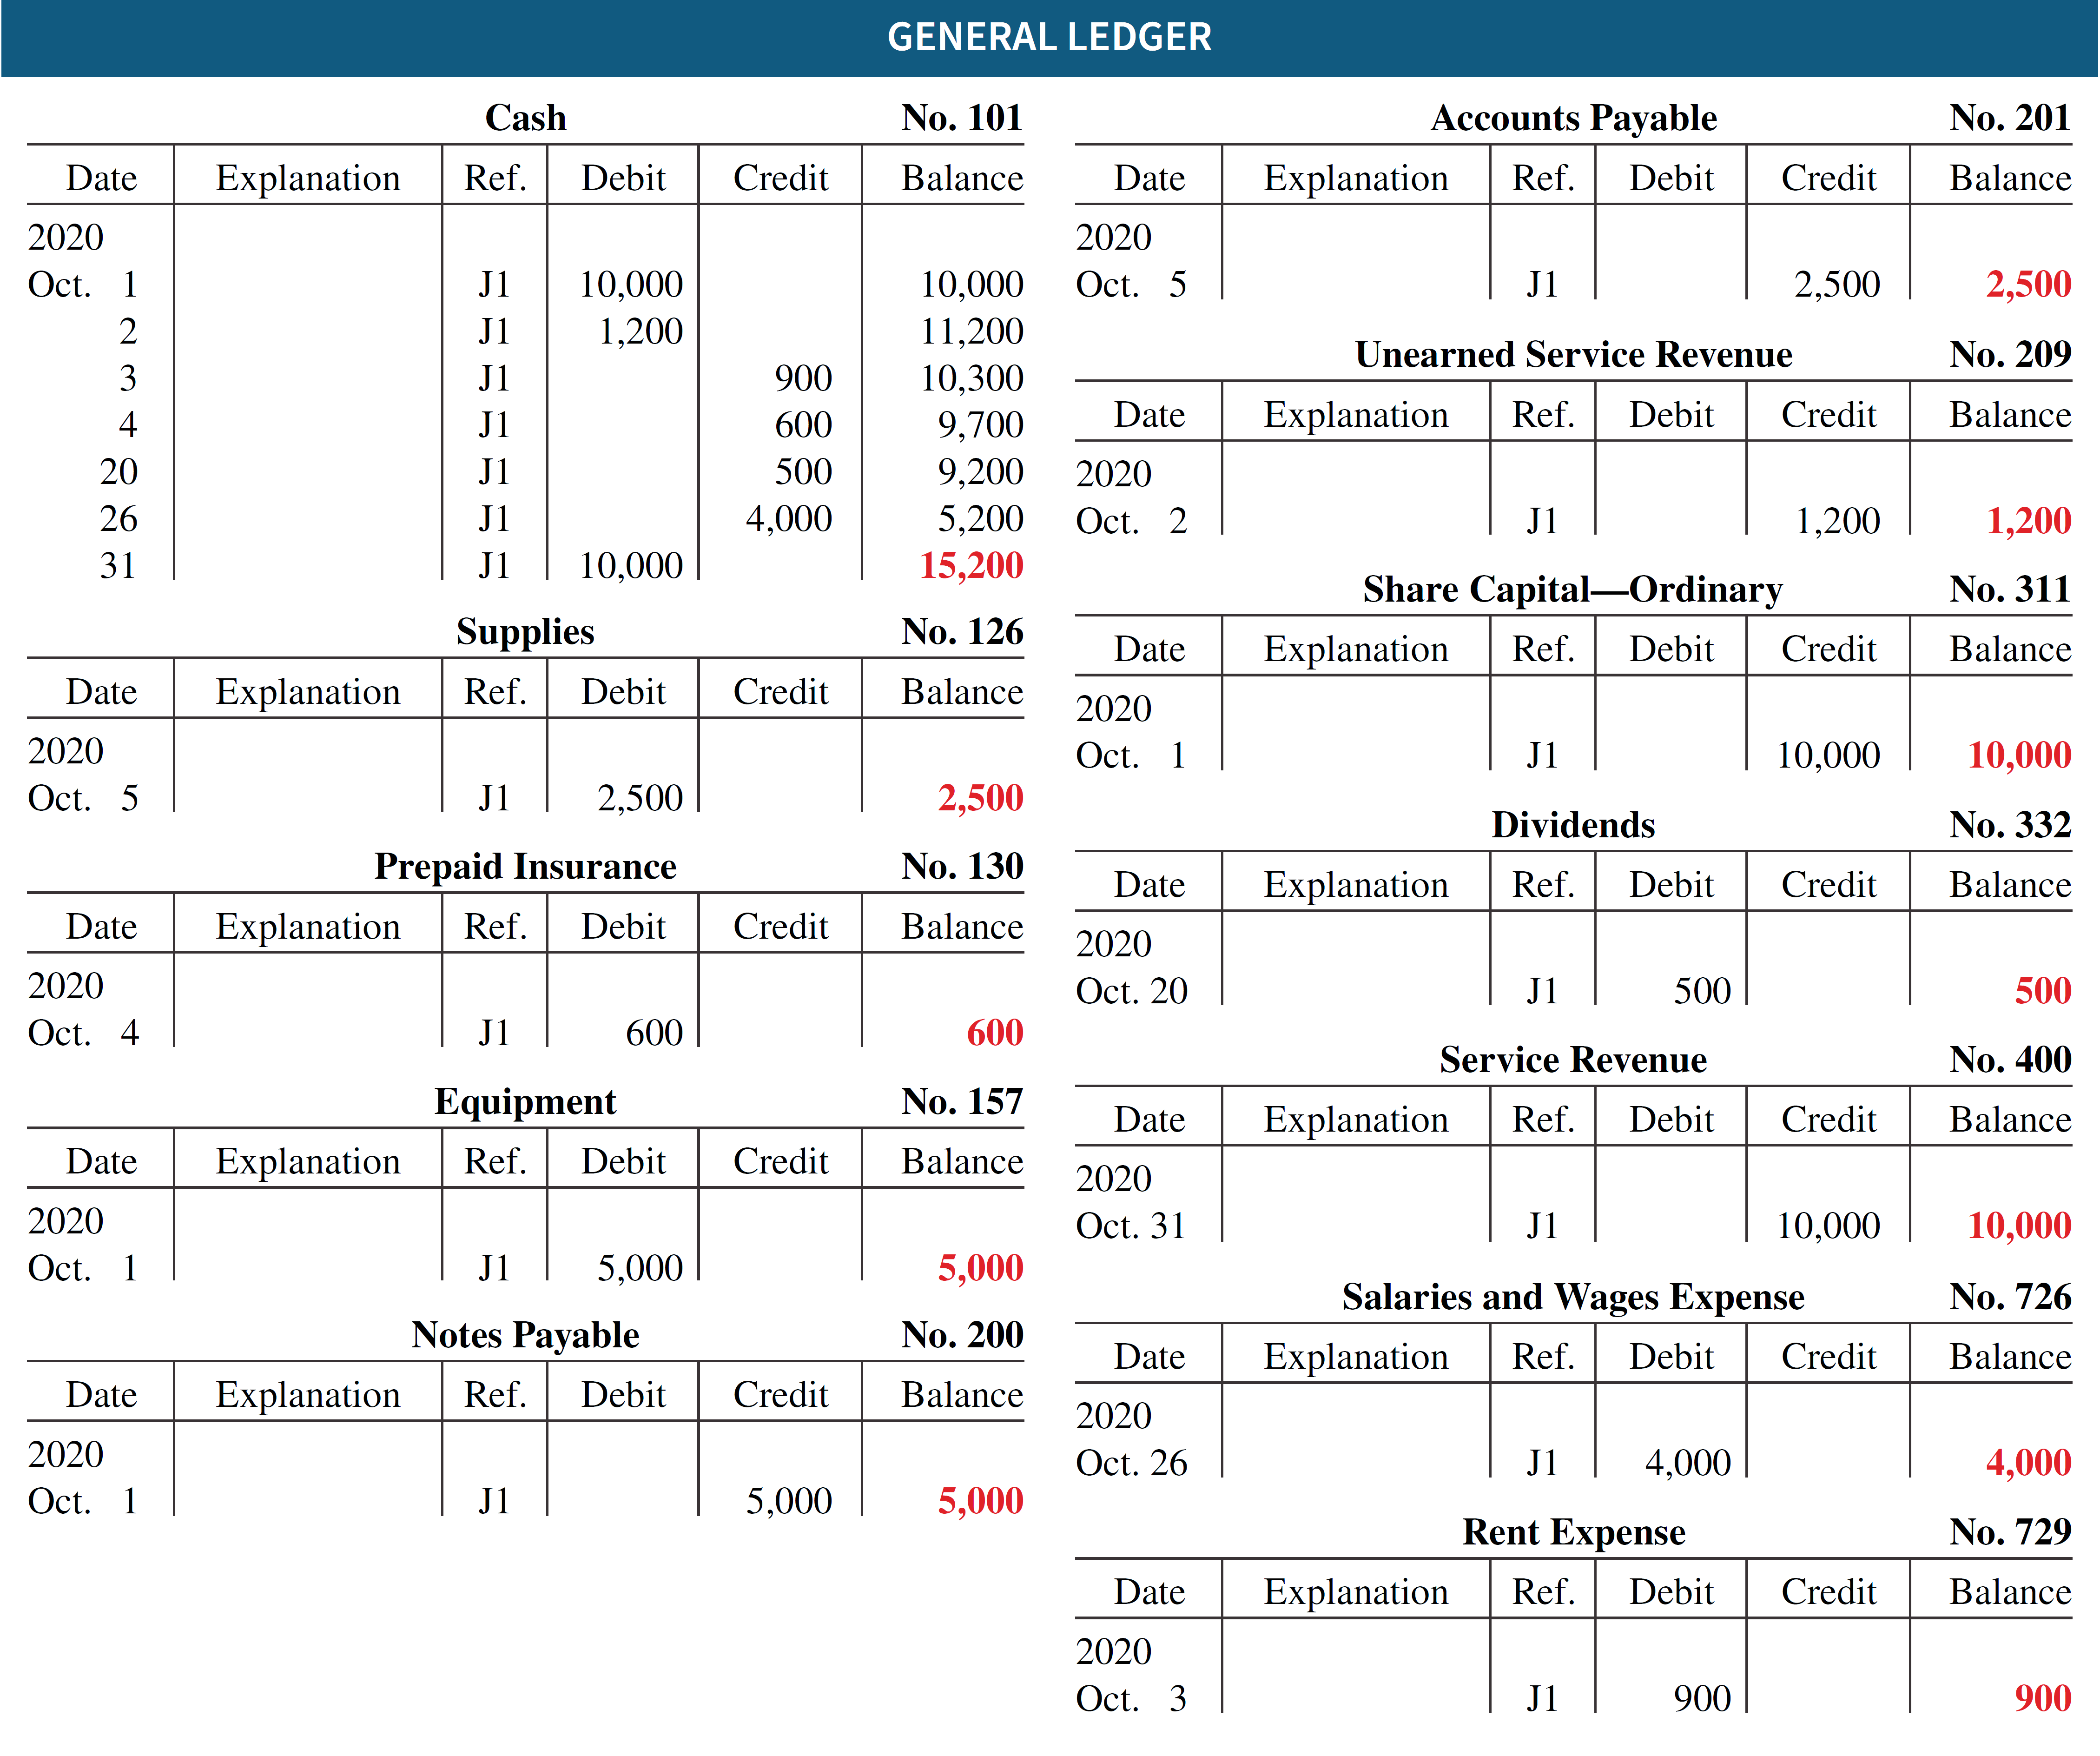 GENERAL LEDGER
Cash No. 101
Date Explanation Ref. Debit Credit Balance
2020
Oct. 1 J1 10,000 10,000
2 J1 1,200 11,200
3 J1 900 10,300
4 J1 600 9,700
20 J1 500 9,200
26 J1 4,000 5,200
31 J1 10,000 15,200
Supplies No. 126
Date Explanation Ref. Debit Credit Balance
2020
Oct. 5 J1 2,500 2,500
Prepaid Insurance No. 130
Date Explanation Ref. Debit Credit Balance
2020
Oct. 4 J1 600 600
Equipment No. 157
Date Explanation Ref. Debit Credit Balance
2020
Oct. 1 J1 5,000 5,000
Notes Payable No. 200
Date Explanation Ref. Debit Credit Balance
2020
Oct. 1 J1 5,000 5,000
Accounts Payable No. 201
Date Explanation Ref. Debit Credit Balance
2020
Oct. 5 J1 2,500 2,500
Unearned Service Revenue No. 209
Date Explanation Ref. Debit Credit Balance
2020
Oct. 2 J1 1,200 1,200
Share Capital—Ordinary No. 311
Date Explanation Ref. Debit Credit Balance
2020
Oct. 1 J1 10,000 10,000
Dividends No. 332
Date Explanation Ref. Debit Credit Balance
2020
Oct. 20 J1 500 500
Service Revenue No. 400
Date Explanation Ref. Debit Credit Balance
2020
Oct. 31 J1 10,000 10,000
Salaries and Wages Expense No. 726
Date Explanation Ref. Debit Credit Balance
2020
Oct. 26 J1 4,000 4,000
Rent Expense No. 729
Date Explanation Ref. Debit Credit Balance
2020
Oct. 3 J1 900 900